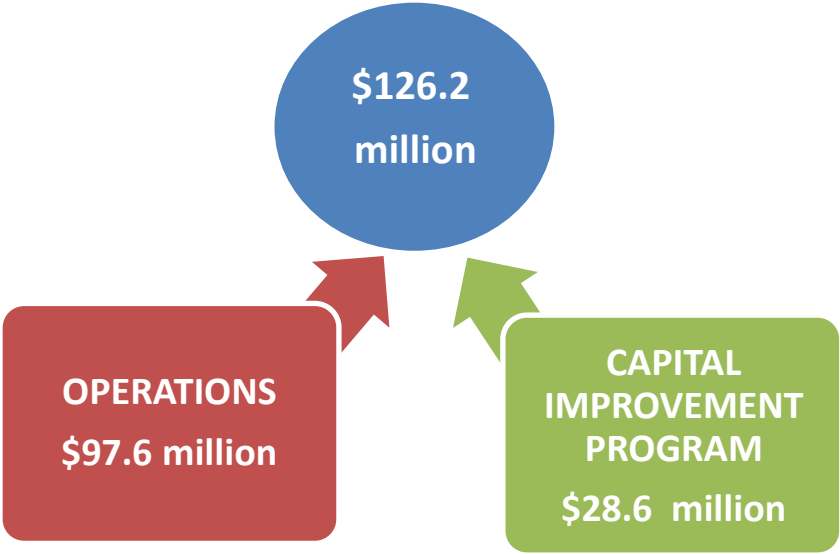 $126.2
million
OPERATIONS
$97.6 million
CAPITAL
IMPROVEMENT
PROGRAM
$28.6 million